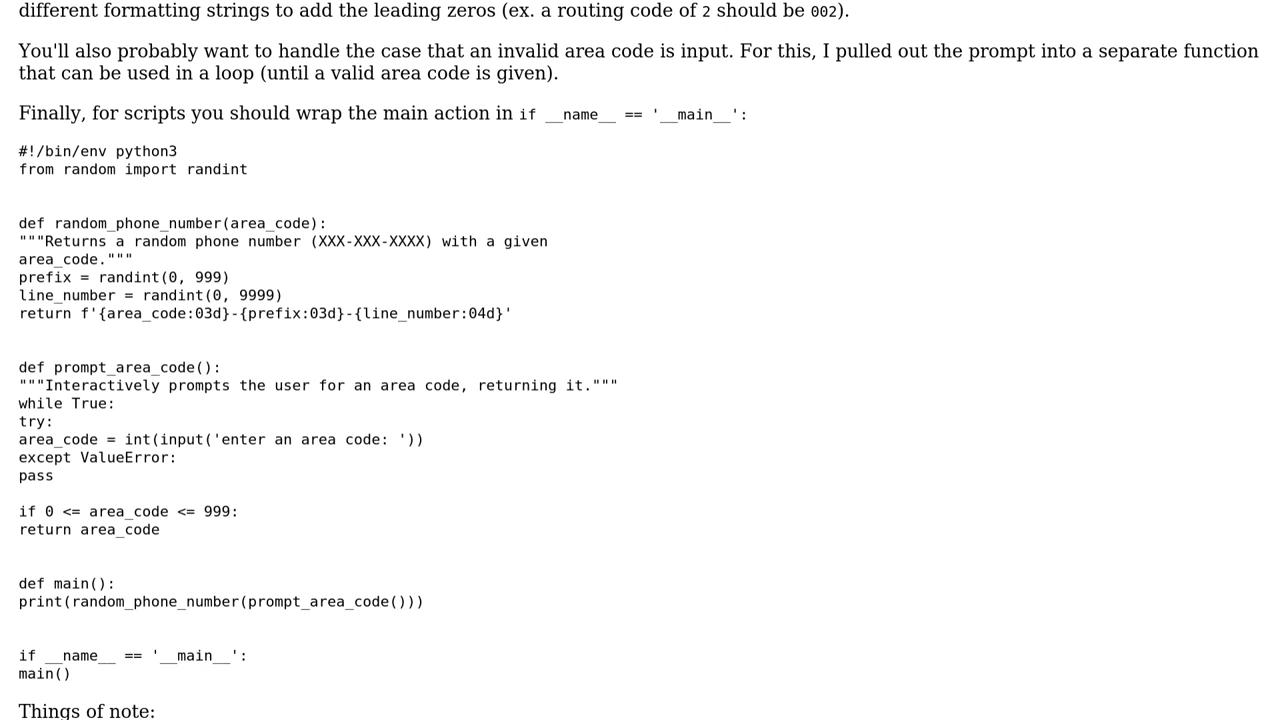 different formatting strings to add the leading zeros (ex. a routing code of 2 should be 002).
You'll also probably want to handle the case that an invalid area code is input. For this, I pulled out the prompt into a separate function
that can be used in a loop (until a valid area code is given).
Finally, for scripts you should wrap the main action in if __name__ == '__main__':
#!/bin/env python3
from random import randint
def random_phone_number(area_code):
"""Returns a random phone number (XXX-XXX-XXXX) with a given
area_code."""
prefix = randint(0, 999)
line_number = randint(0, 9999)
return f'{area_code:03d}-{prefix:03d}-{line_number:04d}'
def prompt_area_code():
"""Interactively prompts the user for an area code, returning it."""
while True:
try:
area_code = int(input('enter an area code: '))
except ValueError:
pass
if 0 <= area_code <= 999:
return area_code
def main():
print(random_phone_number(prompt_area_code()))
if __name__ == '__main__':
main()
Things of note: